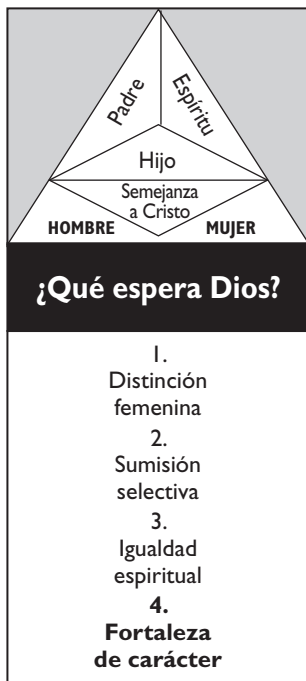 Padre
Espíritu
Hijo
Semejanza
a Cristo
HOMBRE MUJER
¿Qué espera Dios?
1.
Distinción
femenina
2.
Sumisión
selectiva
3.
Igualdad
espiritual
4.
Fortaleza
de carácter